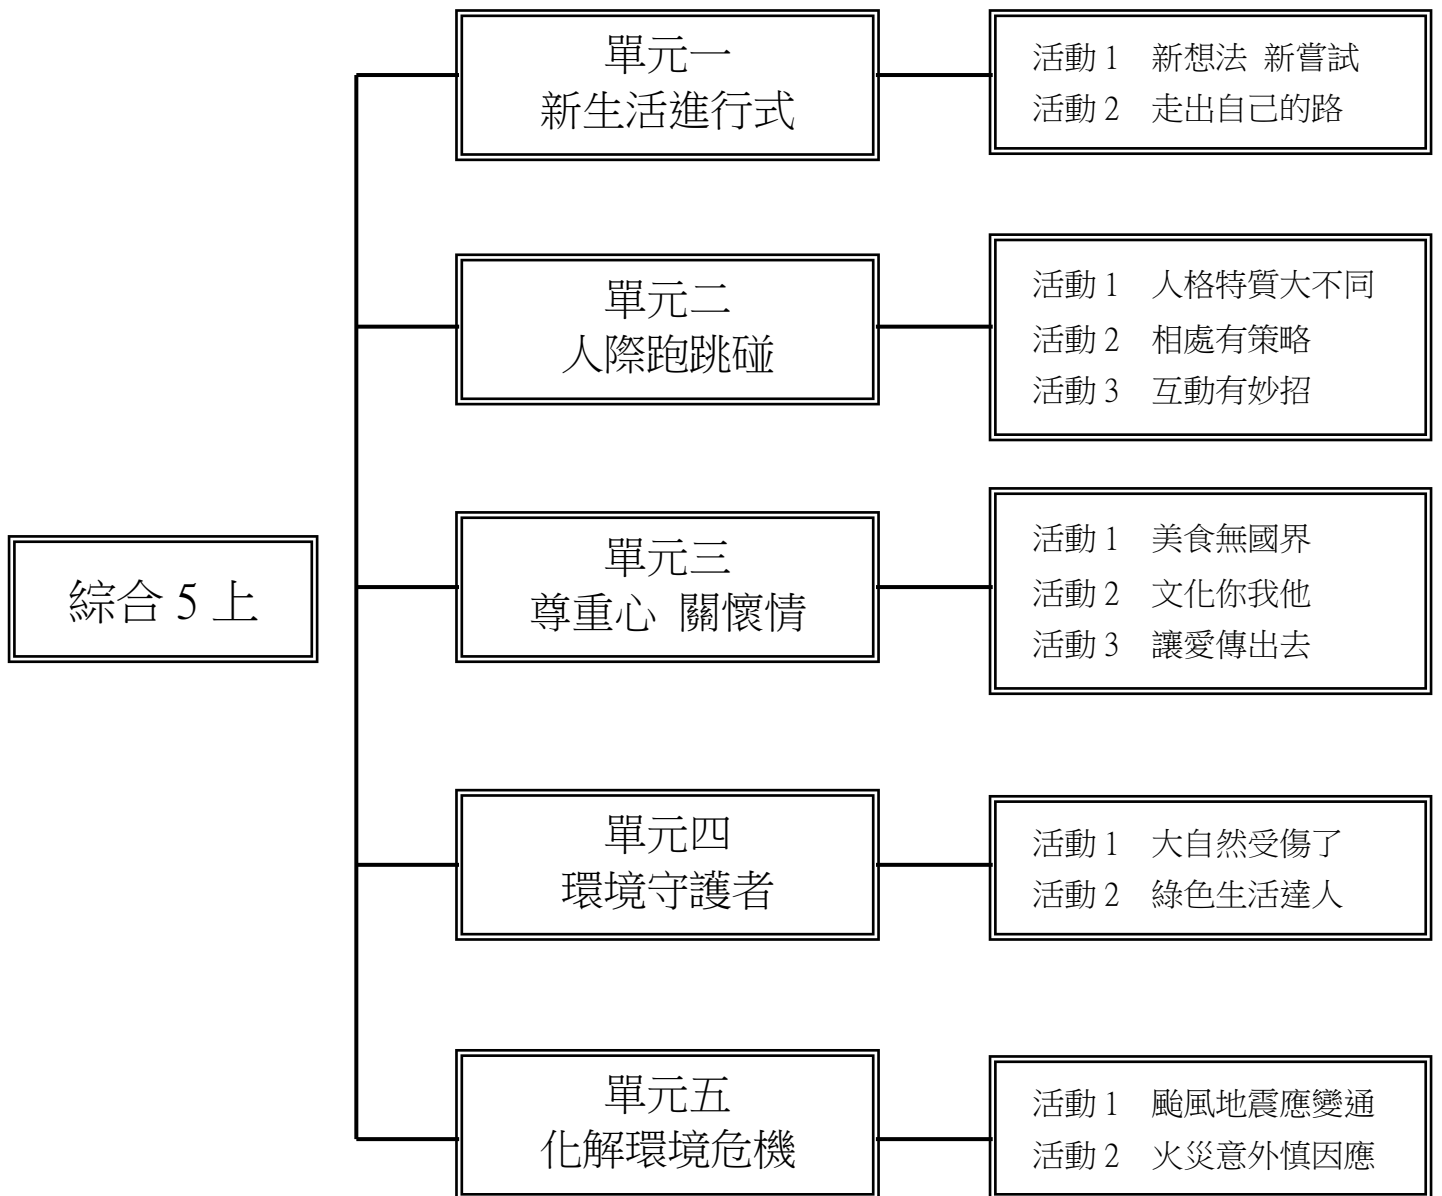 綜合 5 上
單元一
新生活進行式
活動 1 新想法 新嘗試
活動 2 走出自己的路
單元二
人際跑跳碰
活動 1 人格特質大不同
活動 2 相處有策略
活動 3 互動有妙招
單元三
尊重心 關懷情
活動 1 美食無國界
活動 2 文化你我他
活動 3 讓愛傳出去
單元四
環境守護者
活動 1 大自然受傷了
活動 2 綠色生活達人
單元五
化解環境危機
活動 1 颱風地震應變通
活動 2 火災意外慎因應